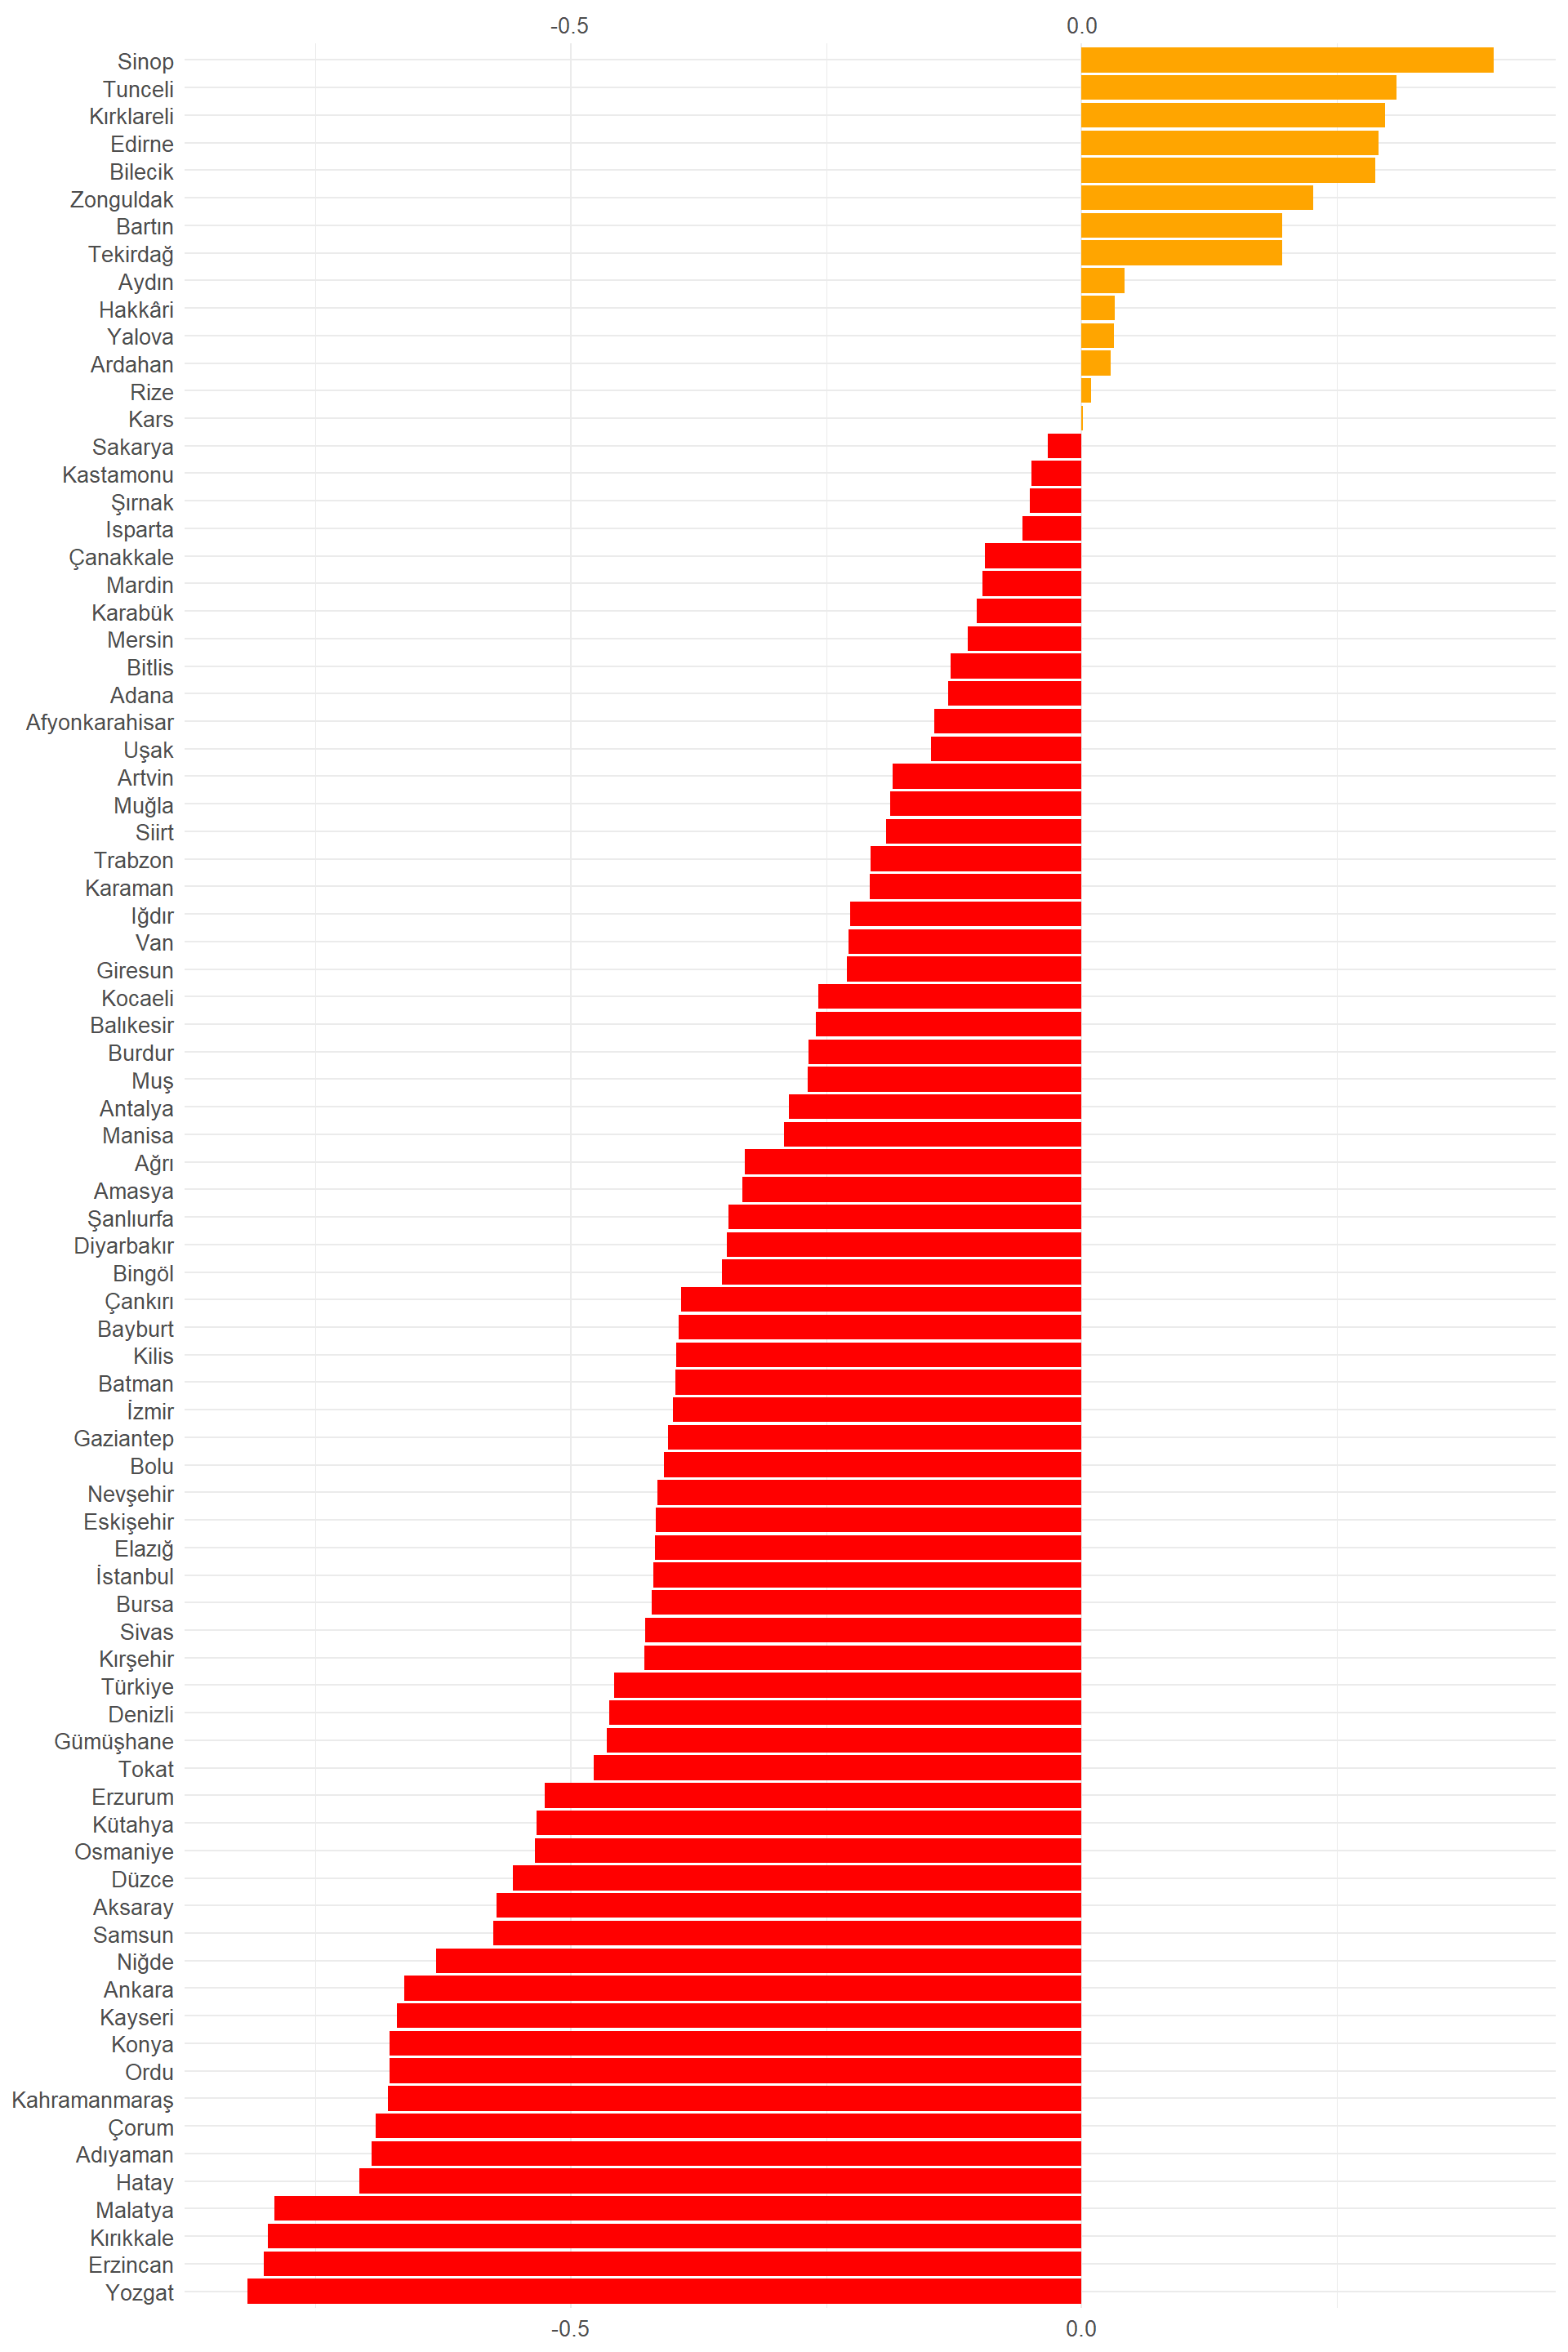 -0.5 0.0
Sinop
Tunceli
Kırklareli
Edirne
Bilecik
Zonguldak
Bartın
Tekirdağ
Aydın
Hakkâri
Yalova
Ardahan
Rize
Kars
Sakarya
Kastamonu
Şırnak
Isparta
Çanakkale
Mardin
Karabük
Mersin
Bitlis
Adana
Afyonkarahisar
Uşak
Artvin
Muğla
Siirt
Trabzon
Karaman
Iğdır
Van
Giresun
Kocaeli
Balıkesir
Burdur
Muş
Antalya
Manisa
Ağrı
Amasya
Şanlıurfa
Diyarbakır
Bingöl
Çankırı
Bayburt
Kilis
Batman
İzmir
Gaziantep
Bolu
Nevşehir
Eskişehir
Elazığ
İstanbul
Bursa
Sivas
Kırşehir
Türkiye
Denizli
Gümüşhane
Tokat
Erzurum
Kütahya
Osmaniye
Düzce
Aksaray
Samsun
Niğde
Ankara
Kayseri
Konya
Ordu
Kahramanmaraş
Çorum
Adıyaman
Hatay
Malatya
Kırıkkale
Erzincan
Yozgat
-0.5 0.0